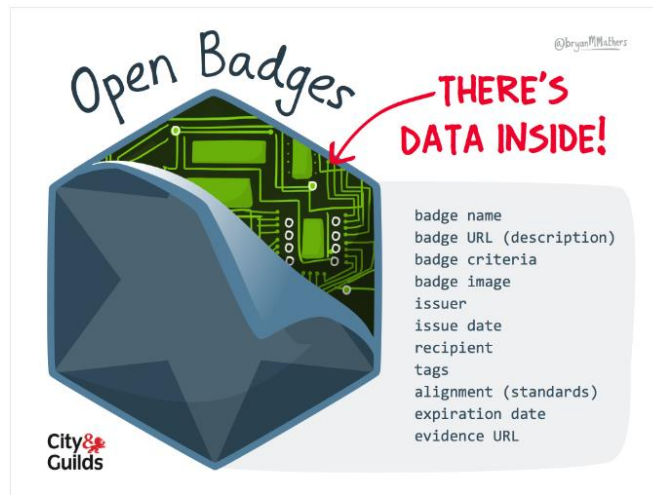 @bryanMMathers
Open Badges
THERE'S
DATA INSIDE!
badge name
badge URL (description)
badge criteria
badge image
issuer
issue date
recipient
tags
alignment (standards)
expiration date
evidence URL
City&
Guilds